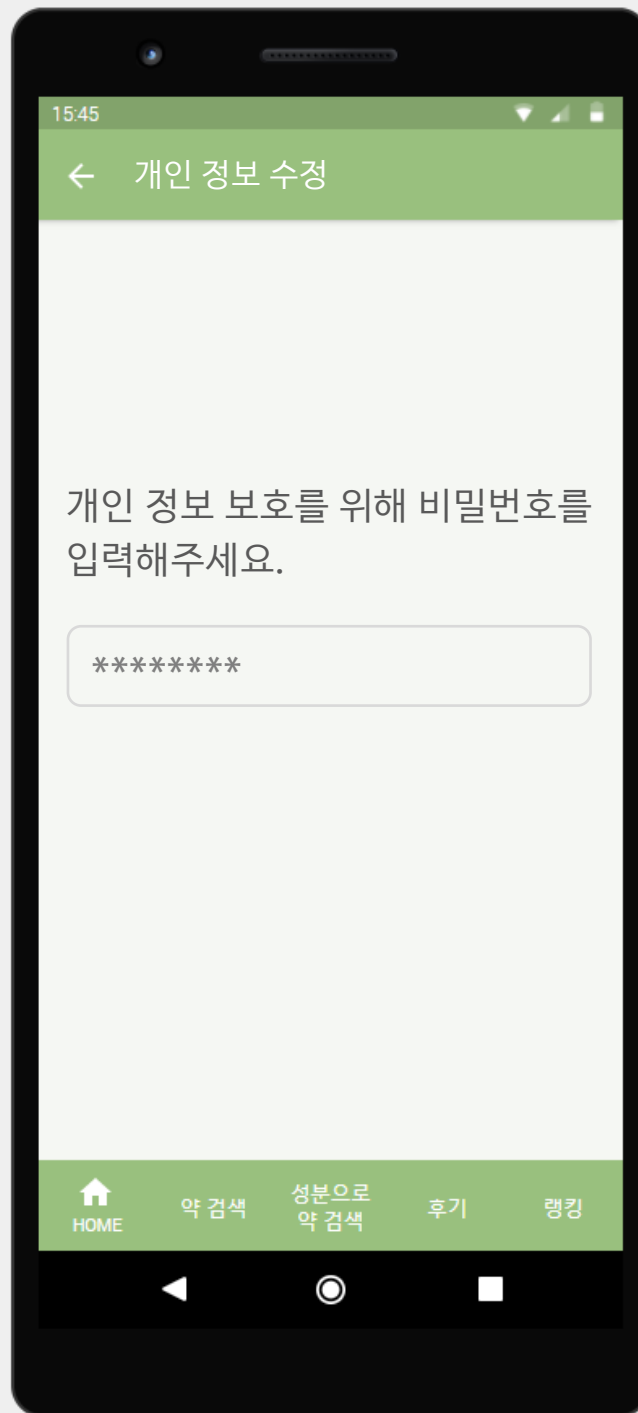 15:45
개인 정보 수정
개인 정보 보호를 위해 비밀번호를
입력해주세요.
********
HOME
약 검색
성분으로
약 검색
후기
랭킹